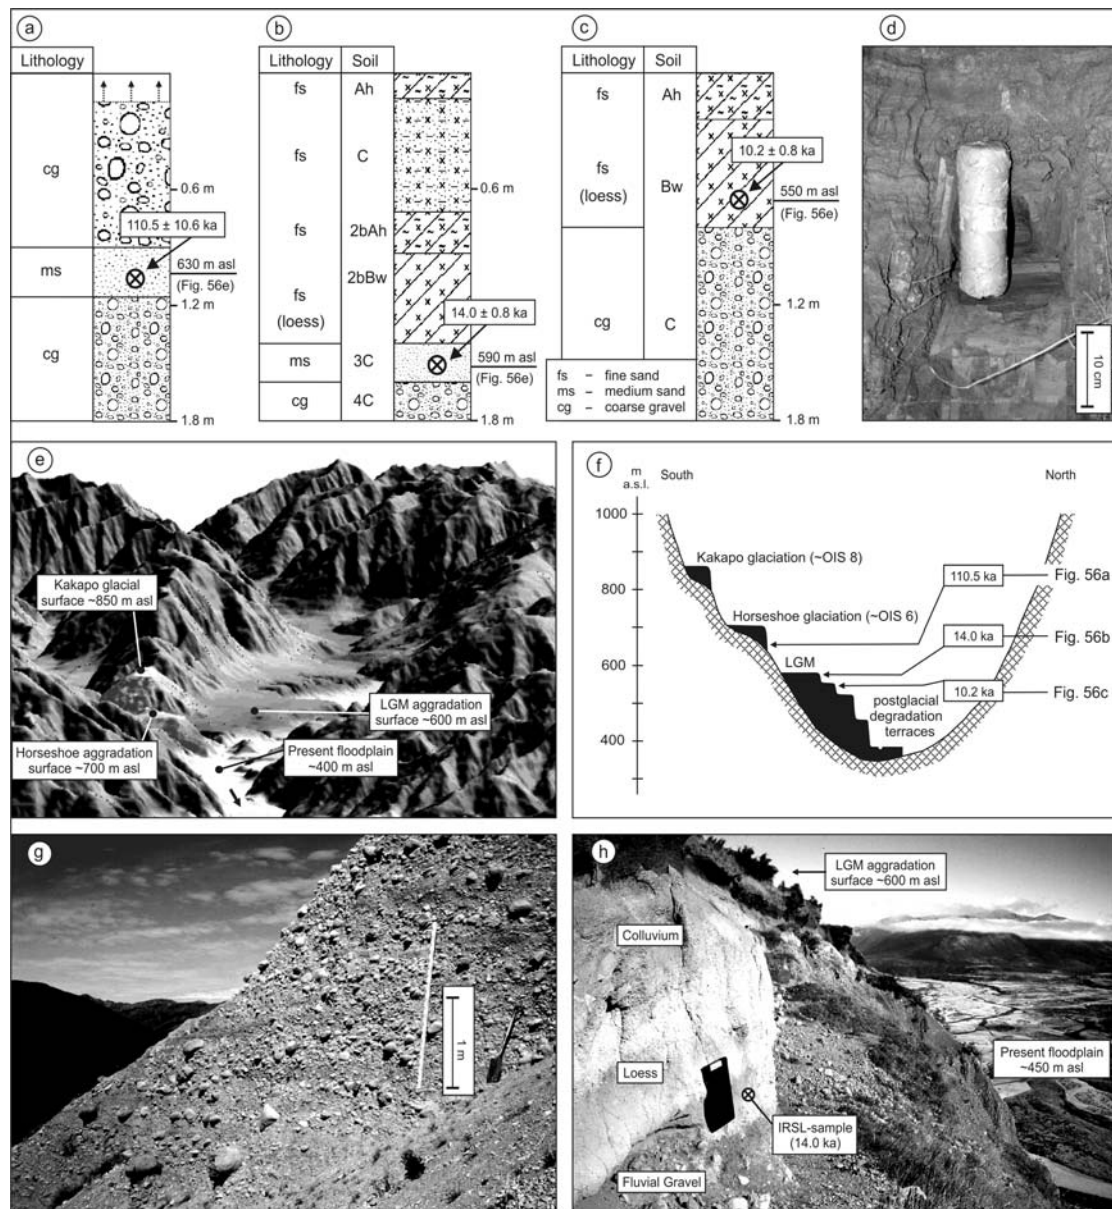 a
Lithology
cg
0.6 m
110.5 ± 10.6 ka
ms
630 m asl
(Fig. 56e)
1.2 m
cg
1.8 m
b
Lithology
Soil
fs
Ah
fs
C
0.6 m
fs
2bAh
2bBw
fs
(loess)
14.0 ± 0.8 ka
1.2 m
ms
3C
590 m asl
(Fig. 56e)
cg
4C
1.8 m
c
Lithology
Soil
fs
Ah
10.2 ± 0.8 ka
fs
(loess)
Bw
550 m asl
(Fig. 56e)
1.2 m
cg
C
fs – fine sand
ms – medium sand
cg – coarse gravel
1.8 m
d
10 cm
e
Kakapo glacial
surface ~850 m asl
LGM aggradation
surface ~600 m asl
Horseshoe aggradation
surface ~700 m asl
Present floodplain
~400 m asl
f
m
a.s.l.
South
North
1000
Kakapo glaciation (~OIS 8)
110.5 ka
Fig. 56a
800
Horseshoe glaciation (~OIS 6)
14.0 ka
Fig. 56b
LGM
600
10.2 ka
Fig. 56c
postglacial
degradation
terraces
400
g
1 m
h
LGM aggradation
surface ~600 m asl
Colluvium
Loess
Present floodplain
~450 m asl
IRSL-sample
(14.0 ka)
Fluvial Gravel